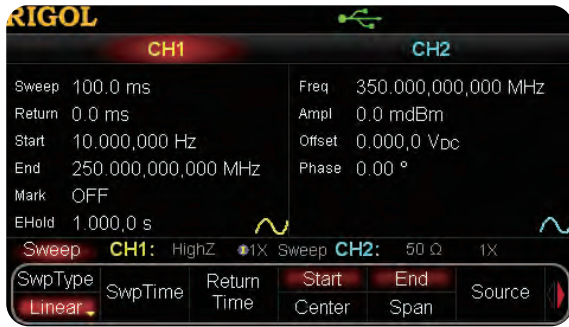 RIGOL
CH1 CH2
Sweep 100.0 ms
Return 0.0 ms
Start 10.000,000 Hz
End 250.000,000,000 MHz
Mark OFF
EHold 1.000,0 s
Freq 350.000,000,000 MHz
Ampl 0.0 mdBm
Offset 0.000,0 VDC
Phase 0.00 °
Sweep CH1: HighZ 1X Sweep CH2: 50 Ω 1X
SwpType Linear
SwpTime
Return Time
Start Center
End Span
Source